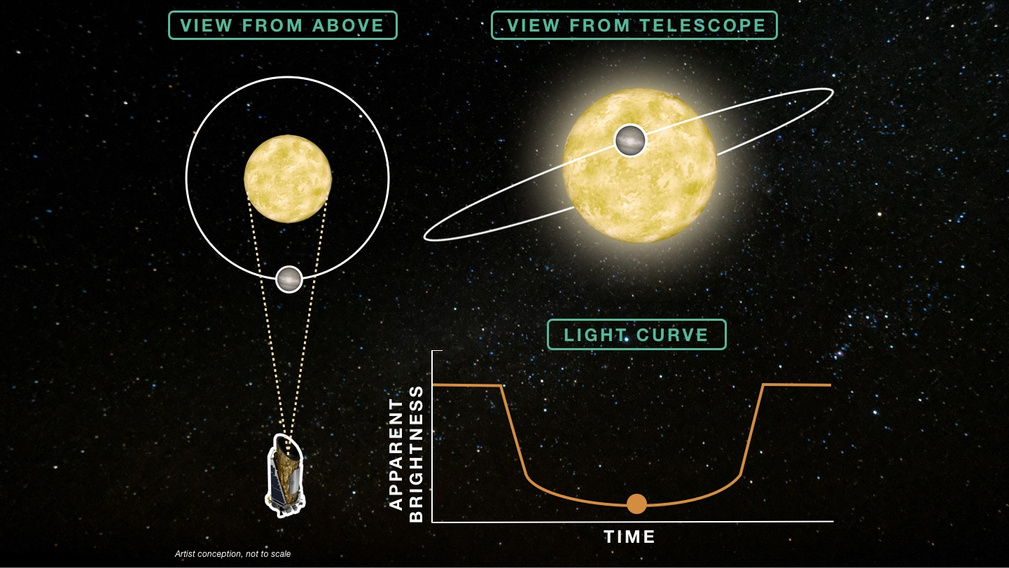 VIEW FROM ABOVE
VIEW FROM TELESCOPE
LIGHT CURVE
APPARENT
BRIGHTNESS
TIME
Artist conception, not to scale